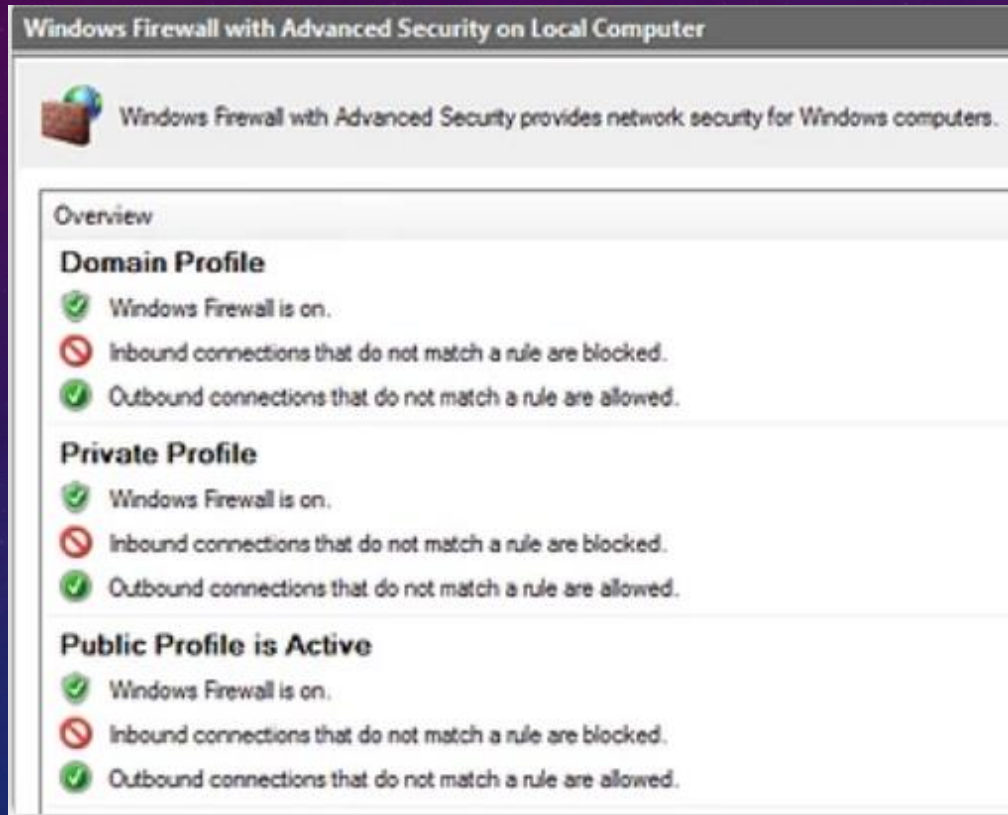 Windows Firewall with Advanced Security on Local Computer
Windows Firewall with Advanced Security provides network security for Windows computers.
Overview
Domain Profile
Windows Firewall is on.
Inbound connections that do not match a rule are blocked.
Outbound connections that do not match a rule are allowed.
Private Profile
Windows Firewall is on.
Inbound connections that do not match a rule are blocked.
Outbound connections that do not match a rule are allowed.
Public Profile is Active
Windows Firewall is on.
Inbound connections that do not match a rule are blocked.
Outbound connections that do not match a rule are allowed.